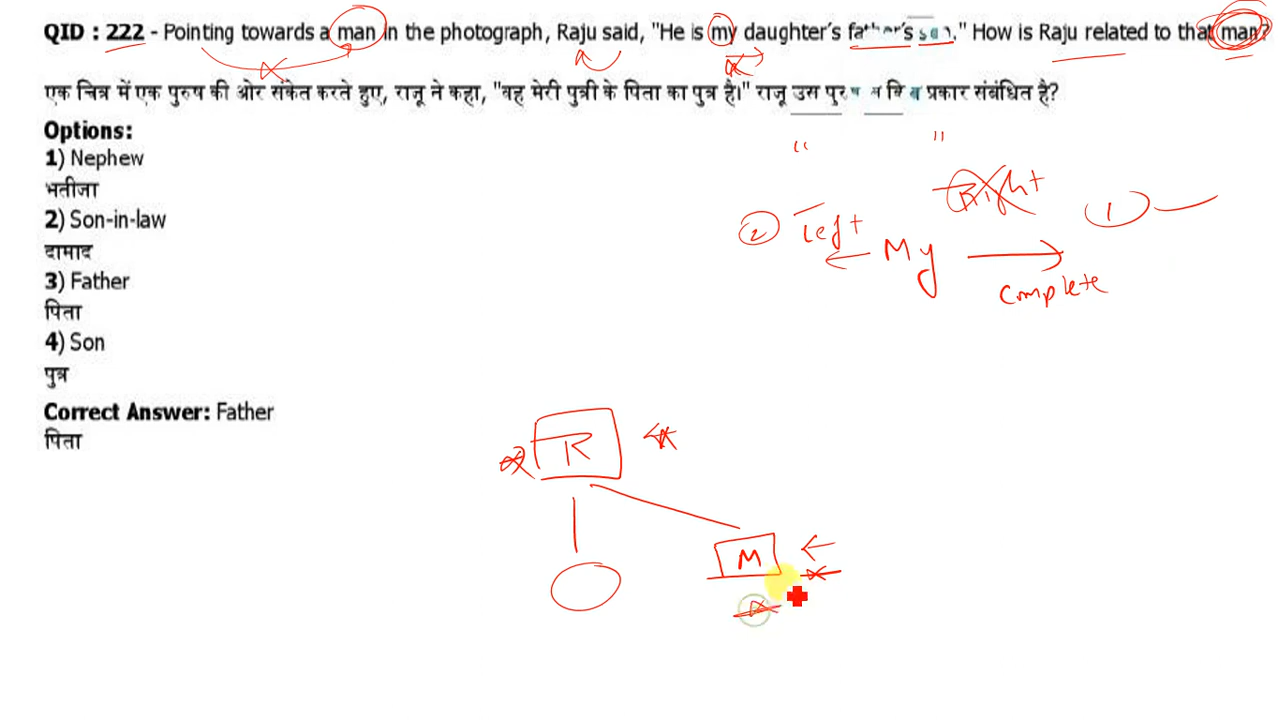 QID : 222 - Pointing towards a man in the photograph, Raju said, "He is my daughter's father's son." How is Raju related to that man?
एक चित्र में एक पुरुष की ओर संकेत करते हुए, राजू ने कहा, "वह मेरी पुत्री के पिता का पुत्र है।" राजू उस पुरुष से किस प्रकार संबंधित है?
Options:
1) Nephew
भतीजा
2) Son-in-law
दामाद
3) Father
पिता
4) Son
पुत्र
Correct Answer: Father
पिता
" "
Right
1
2 Left My
Complete
R
M